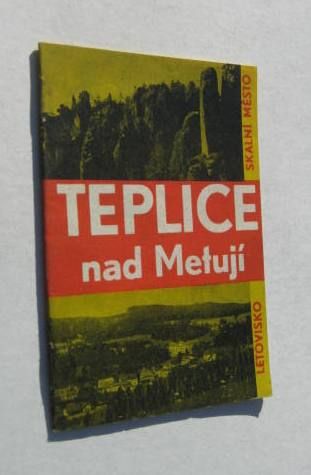 SKALNÍ MĚSTO
TEPLICE
nad Metují
LETOVISKO